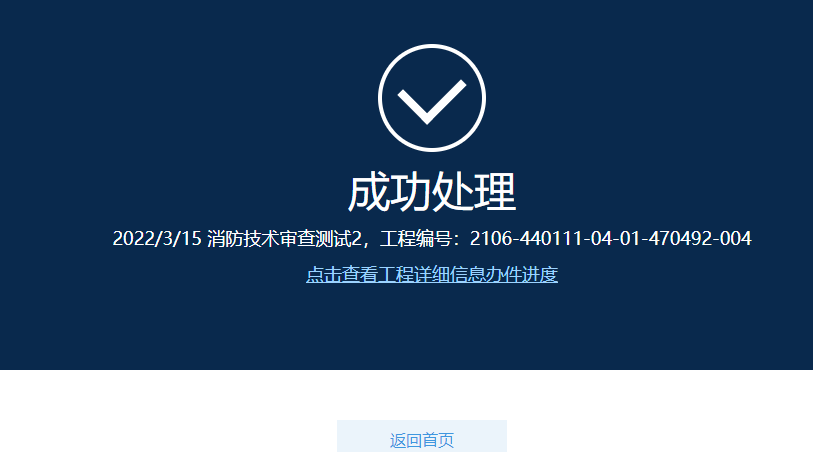 成功处理
2022/3/15 消防技术审查测试2，工程编号：2106-440111-04-01-470492-004
点击查看工程详细信息办件进度
返回首页